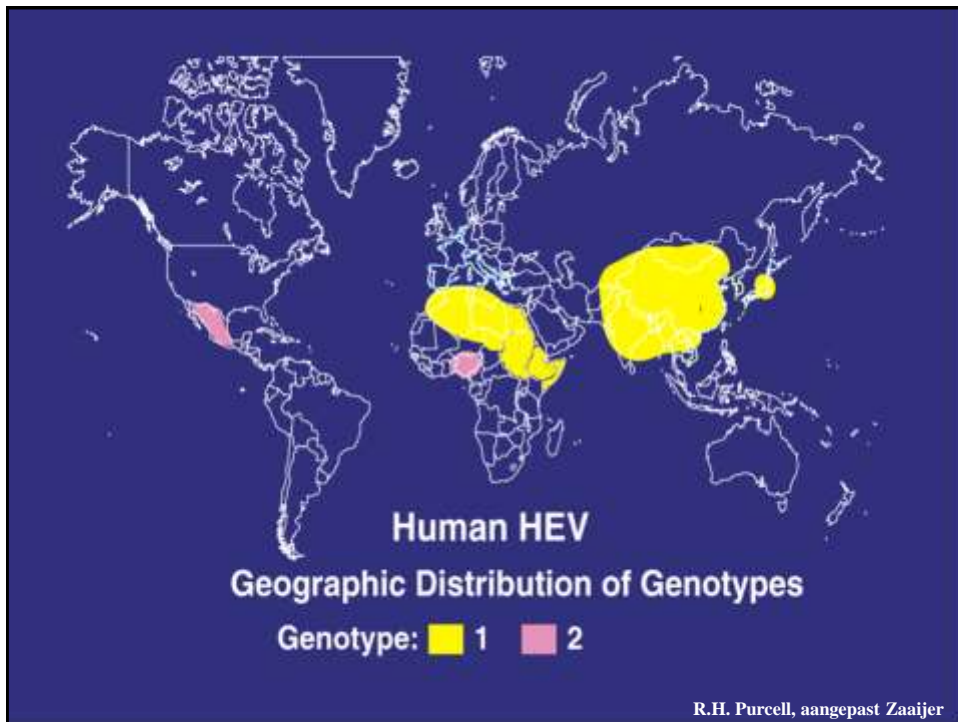 Human HEV
Geographic Distribution of Genotypes
Genotype: 1 2
R.H. Purcell, aangepast Zaaijer